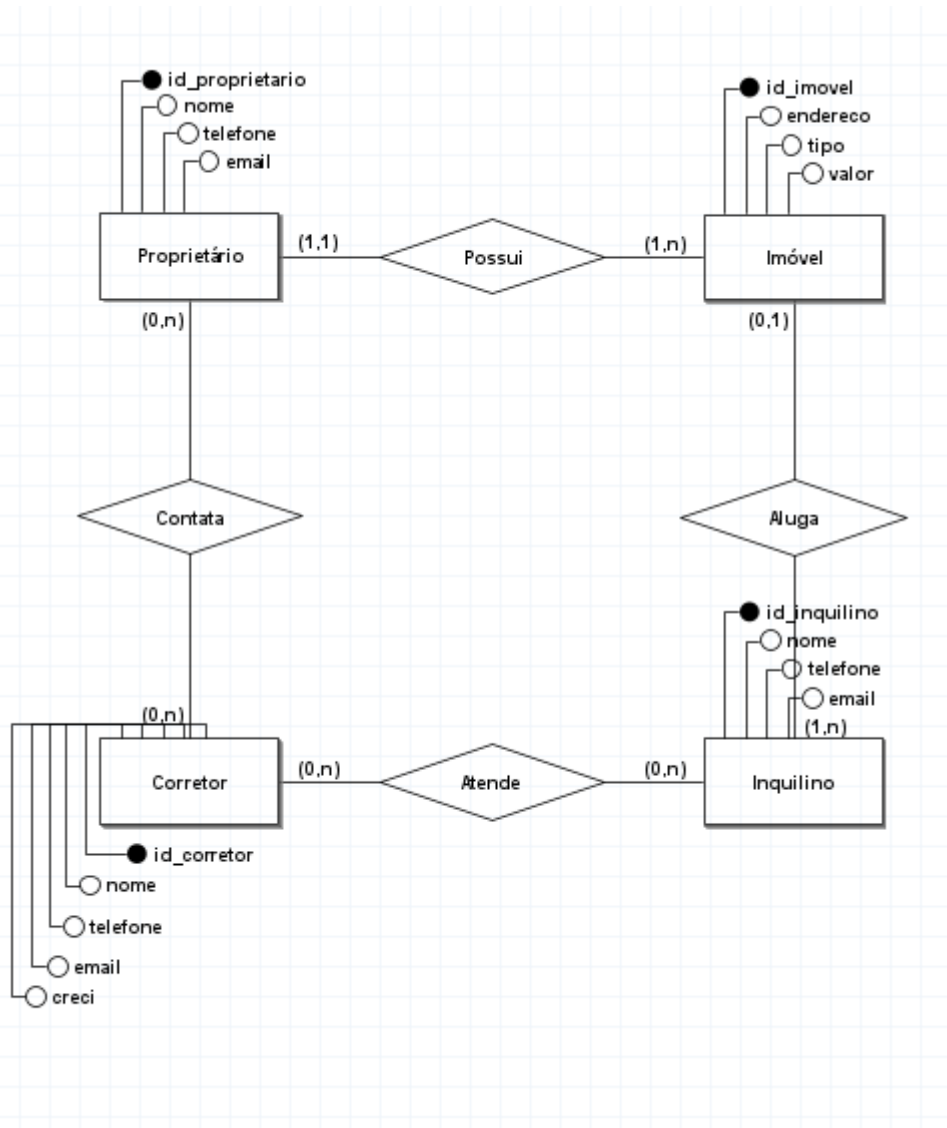 id_proprietario
nome
telefone
email
id_imovel
endereco
tipo
valor
Proprietário
(1,1)
Possui
(1,n)
Imóvel
(0,n)
(0,1)
Contata
Aluga
id_inquilino
nome
telefone
email
(0,n)
(1,n)
Corretor
(0,n)
Atende
(0,n)
Inquilino
id_corretor
nome
telefone
email
creci